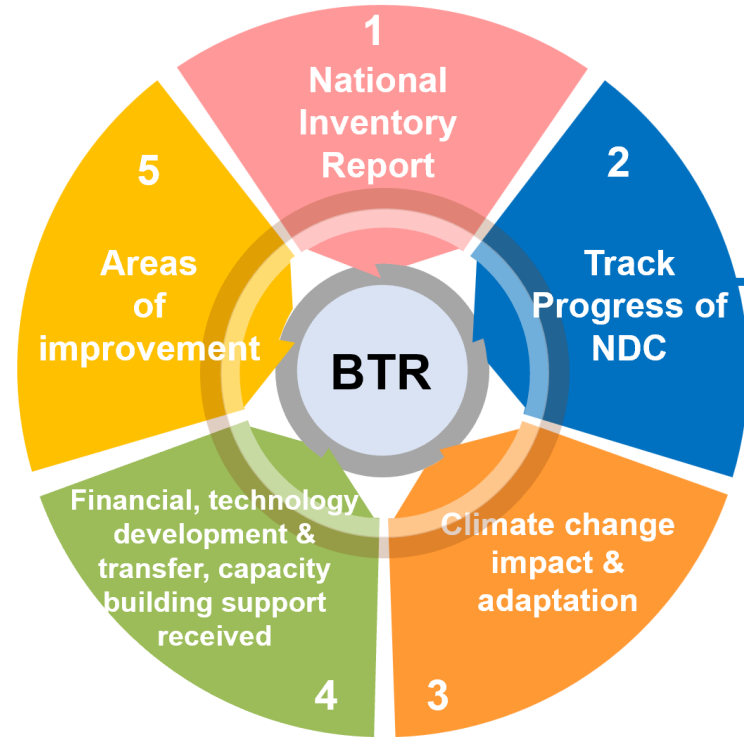 1
National
Inventory
Report
2
Track
Progress of
NDC
3
Climate change
impact &
adaptation
4
Financial, technology
development &
transfer, capacity
building support
received
5
Areas
of
improvement
BTR